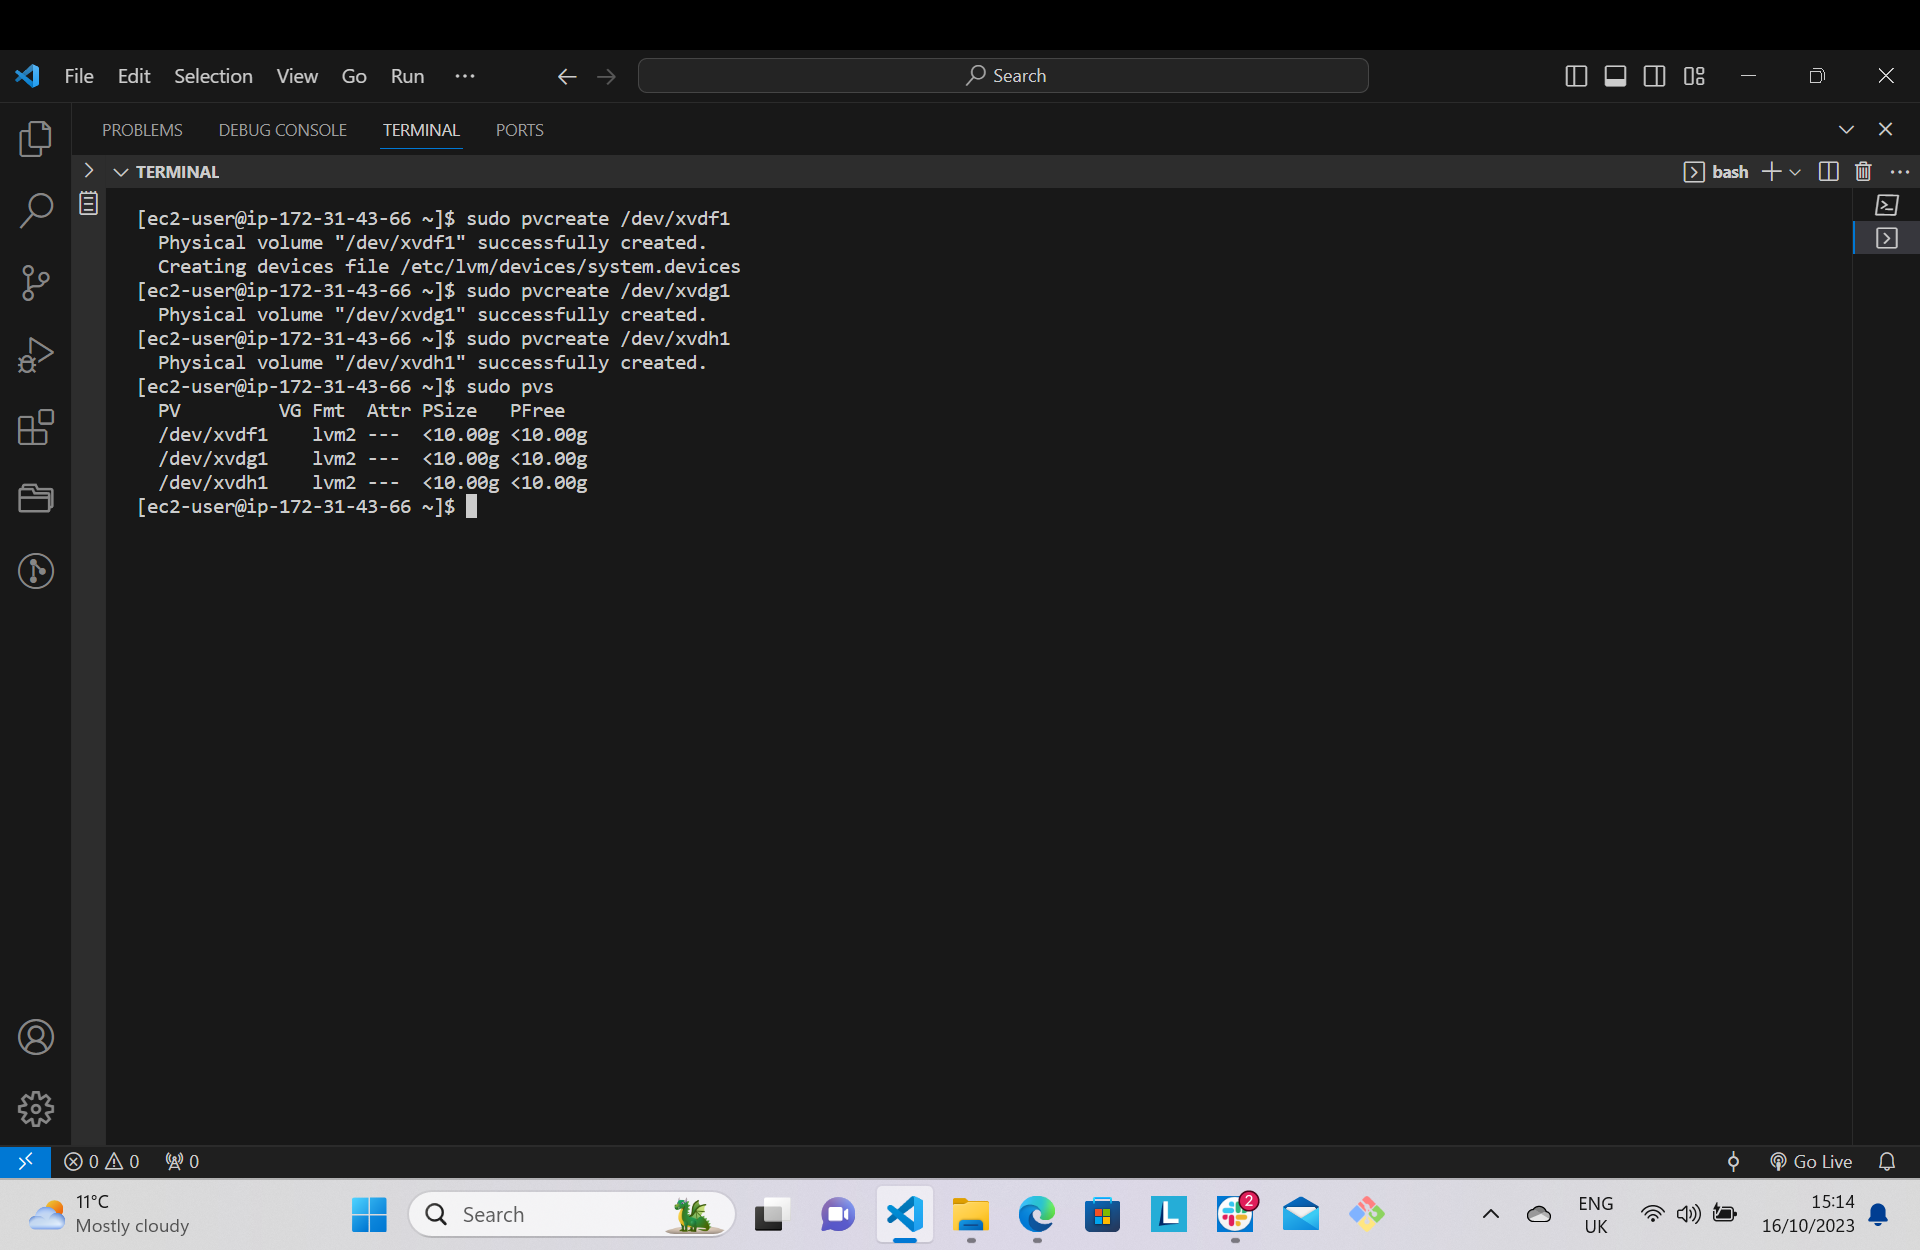 File Edit Selection View Go Run ··· Search
PROBLEMS DEBUG CONSOLE TERMINAL PORTS
TERMINAL bash
[ec2-user@ip-172-31-43-66 ~]$ sudo pvcreate /dev/xvdf1
  Physical volume "/dev/xvdf1" successfully created.
  Creating devices file /etc/lvm/devices/system.devices
[ec2-user@ip-172-31-43-66 ~]$ sudo pvcreate /dev/xvdg1
  Physical volume "/dev/xvdg1" successfully created.
[ec2-user@ip-172-31-43-66 ~]$ sudo pvcreate /dev/xvdh1
  Physical volume "/dev/xvdh1" successfully created.
[ec2-user@ip-172-31-43-66 ~]$ sudo pvs
  PV         VG Fmt  Attr PSize   PFree
  /dev/xvdf1    lvm2 ---  <10.00g <10.00g
  /dev/xvdg1    lvm2 ---  <10.00g <10.00g
  /dev/xvdh1    lvm2 ---  <10.00g <10.00g
[ec2-user@ip-172-31-43-66 ~]$
0 0 0 Go Live
11°C
Mostly cloudy
Search
L
2
ENG
UK
15:14
16/10/2023